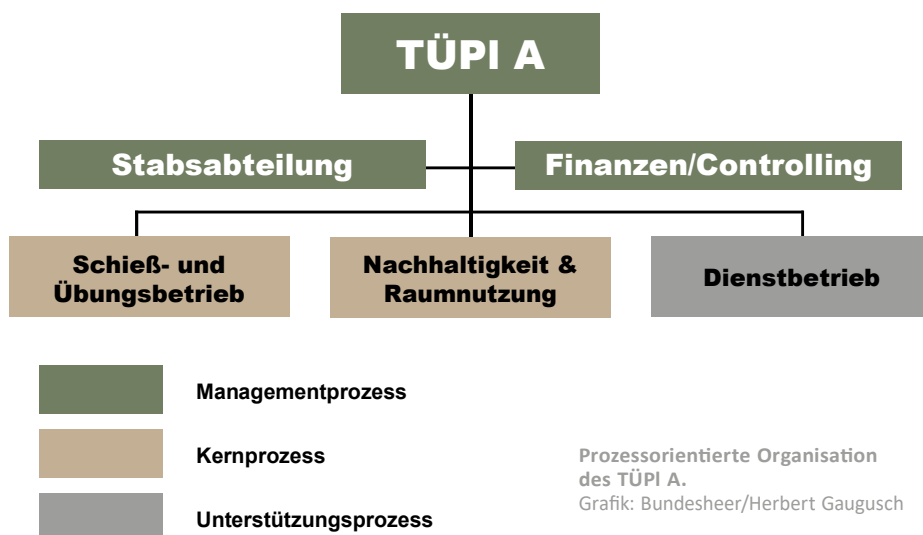 TÜPl A
Stabsabteilung
Finanzen/Controlling
Schieß- und
Übungsbetrieb
Nachhaltigkeit &
Raumnutzung
Dienstbetrieb
Managementprozess
Kernprozess
Unterstützungsprozess
Prozessorientierte Organisation
des TÜPl A.
Grafik: Bundesheer/Herbert Gaugusch